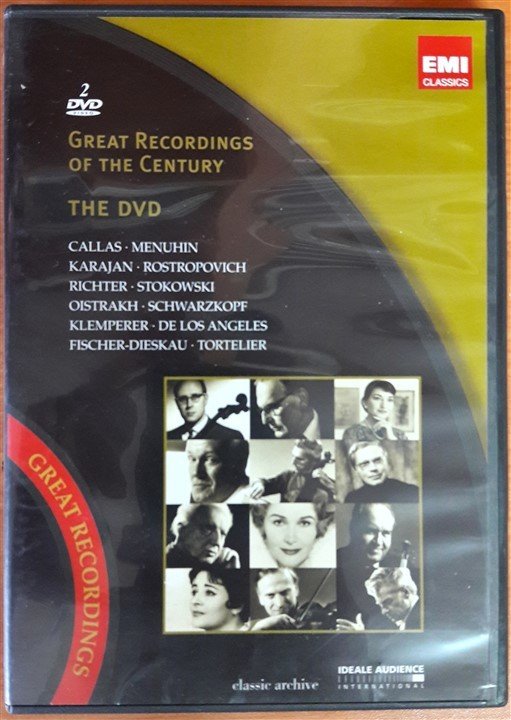 EMI
CLASSICS
2
DVD
VIDEO
GREAT RECORDINGS
OF THE CENTURY
THE DVD
CALLAS · MENUHIN
KARAJAN · ROSTROPOVICH
RICHTER · STOKOWSKI
OISTRAKH · SCHWARZKOPF
KLEMPERER · DE LOS ANGELES
FISCHER-DIESKAU · TORTELIER
GREAT RECORDINGS
classic archive
IDEALE AUDIENCE
INTERNATIONAL